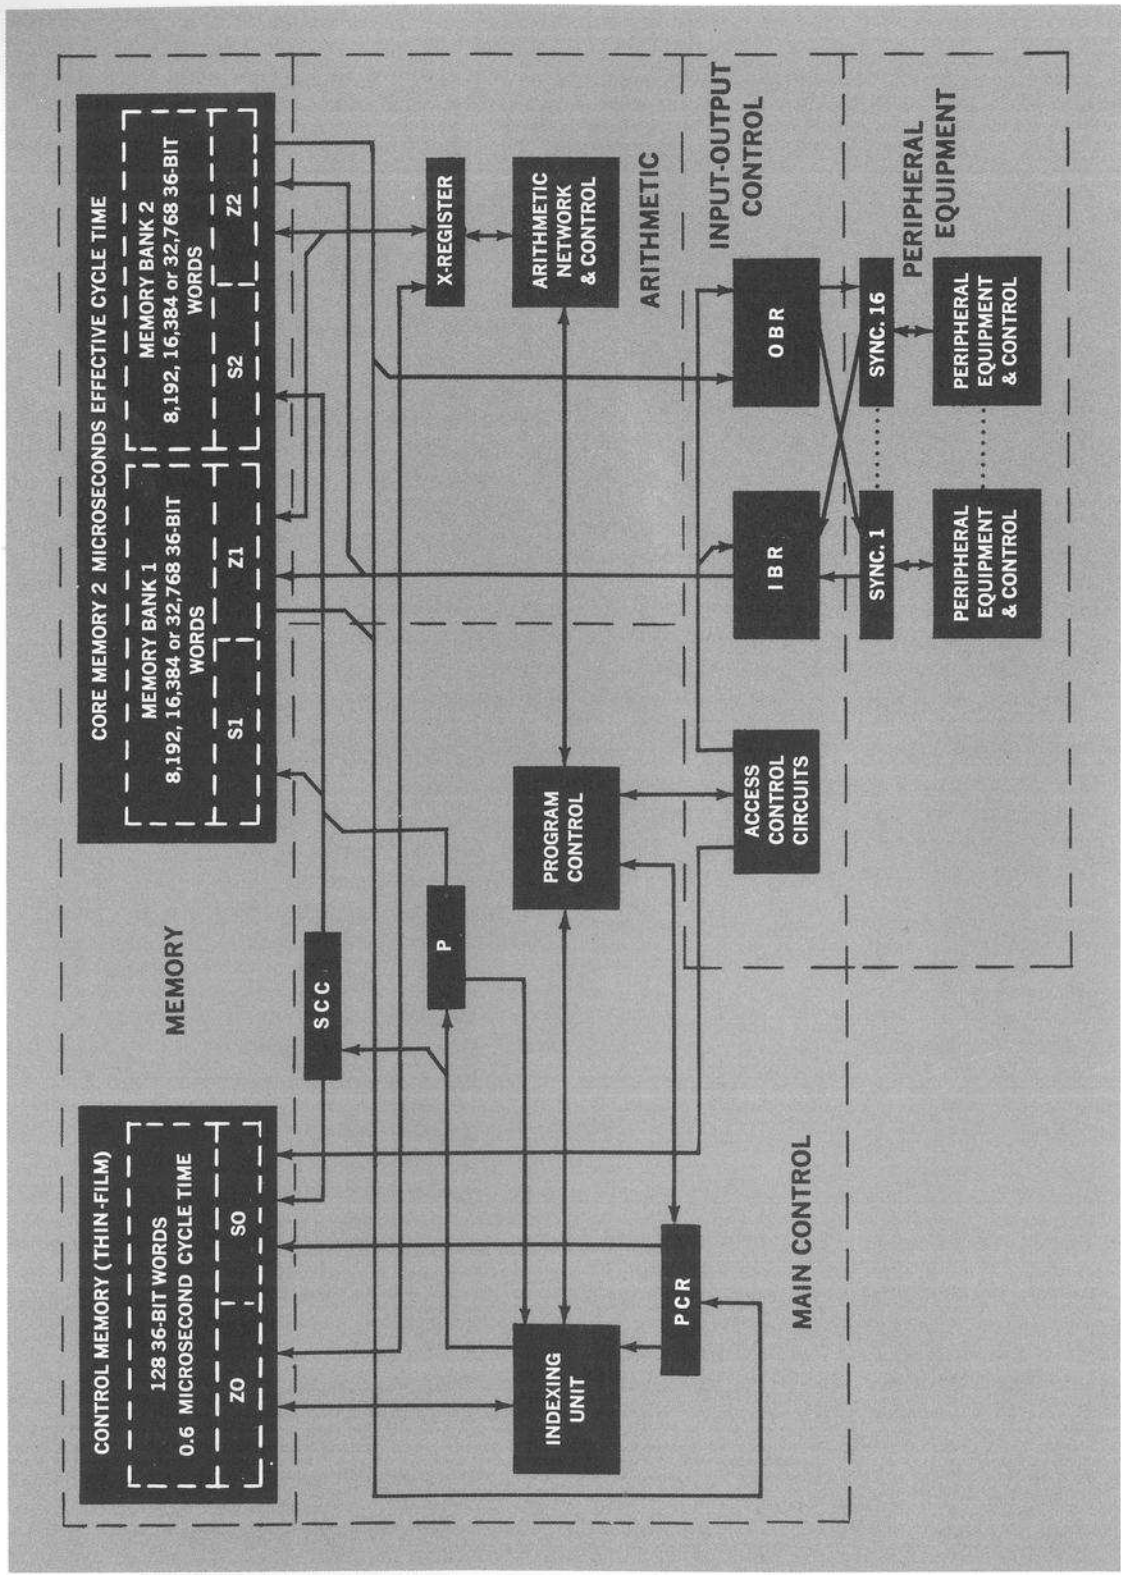 CONTROL MEMORY (THIN-FILM)
128 36-BIT WORDS
0.6 MICROSECOND CYCLE TIME
ZO
SO
MEMORY
CORE MEMORY 2 MICROSECONDS EFFECTIVE CYCLE TIME
MEMORY BANK 1
8,192, 16,384 or 32,768 36-BIT
WORDS
S1
Z1
MEMORY BANK 2
8,192, 16,384 or 32,768 36-BIT
WORDS
S2
Z2
SCC
P
X-REGISTER
INDEXING
UNIT
PROGRAM
CONTROL
ARITHMETIC
NETWORK
& CONTROL
ARITHMETIC
PCR
MAIN CONTROL
ACCESS
CONTROL
CIRCUITS
IBR
OBR
INPUT-OUTPUT
CONTROL
SYNC. 1
SYNC. 16
PERIPHERAL
EQUIPMENT
& CONTROL
PERIPHERAL
EQUIPMENT
& CONTROL
PERIPHERAL
EQUIPMENT